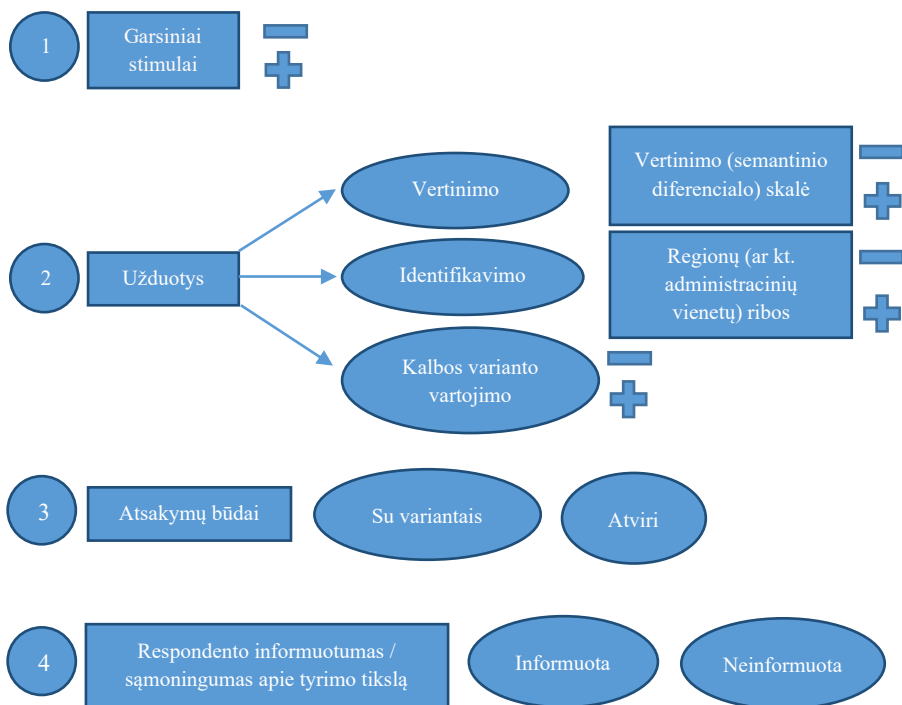 1
Garsiniai
stimulai
2
Užduotys
Vertinimo
Identifikavimo
Kalbos varianto
vartojimo
Vertinimo (semantinio
diferencialo) skalė
Regionų (ar kt.
administracinių
vienetų) ribos
3
Atsakymų būdai
Su variantais
Atviri
4
Respondento informuotumas /
sąmoningumas apie tyrimo tikslą
Informuota
Neinformuota